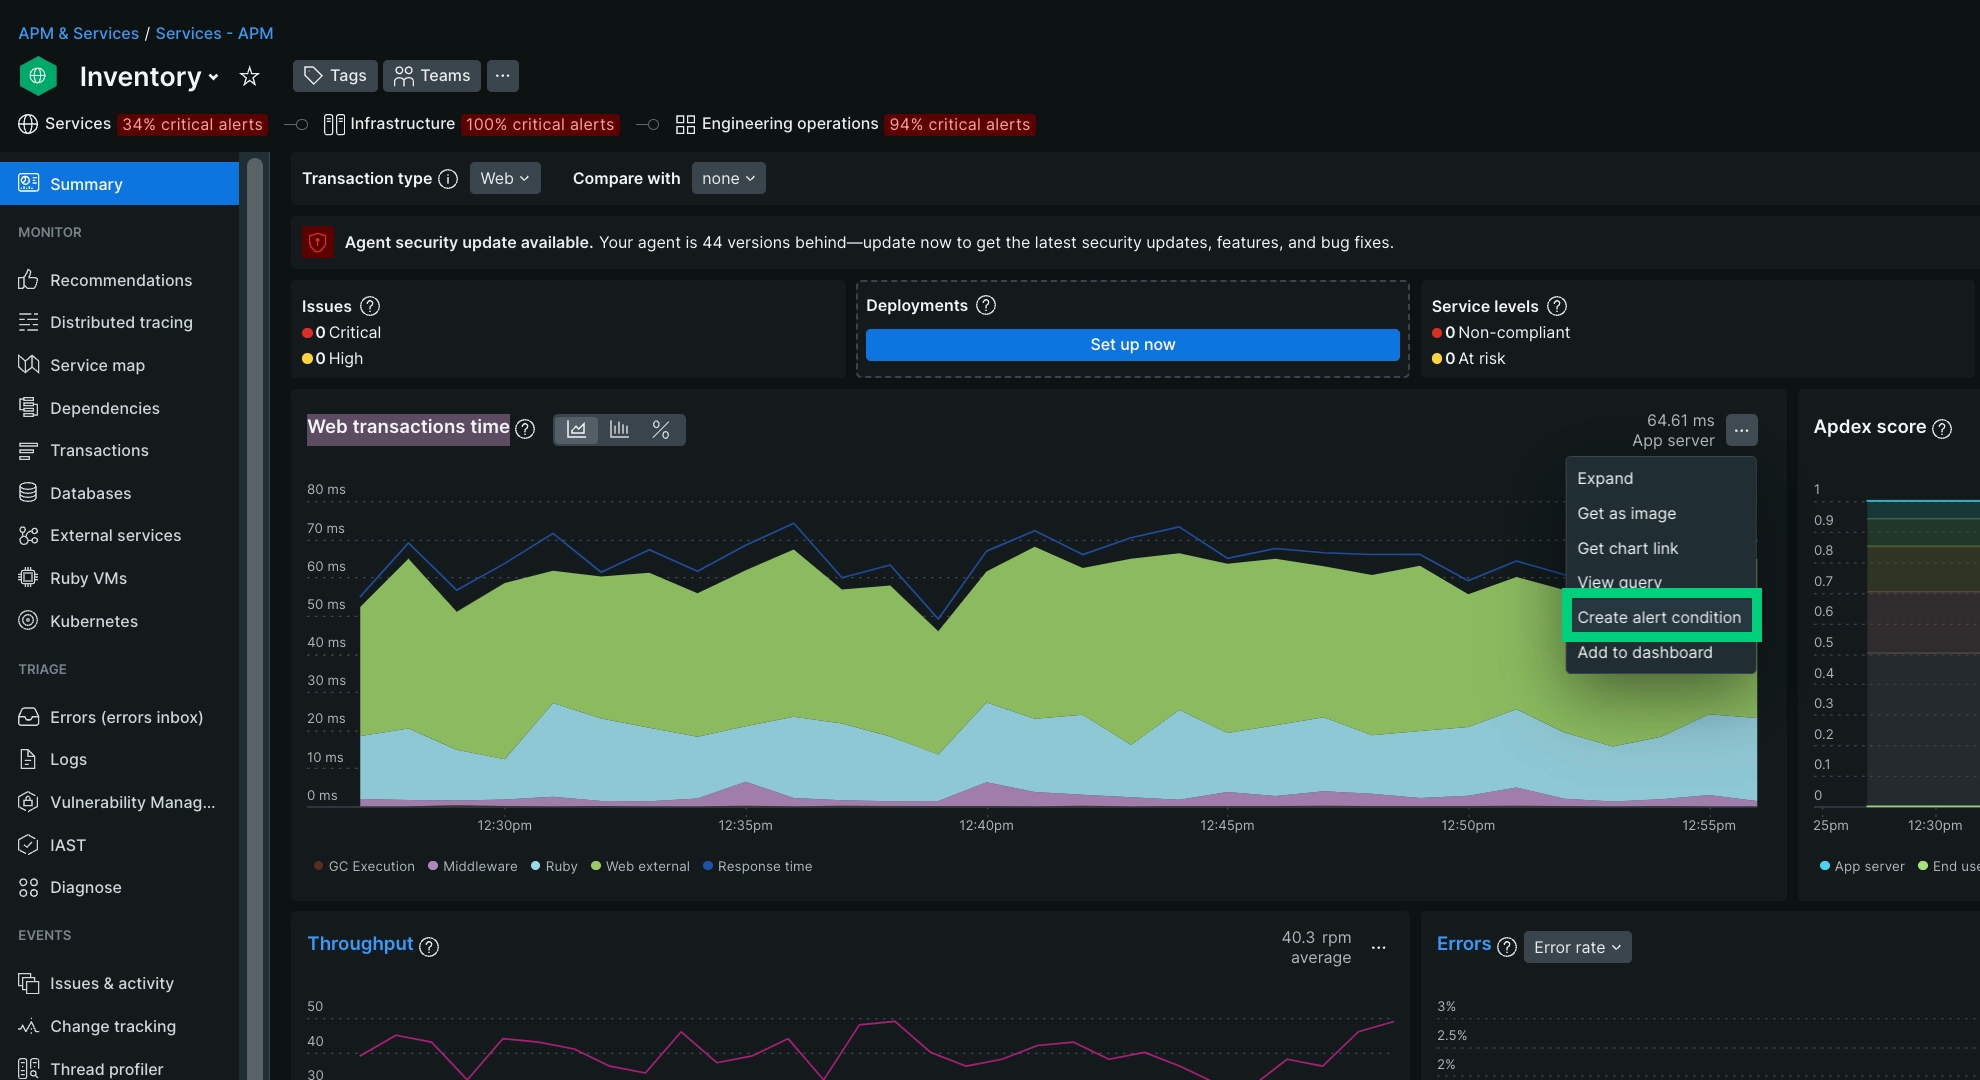 APM & Services / Services - APM
Inventory
Tags
Teams
...
Services 34% critical alerts
Infrastructure 100% critical alerts
Engineering operations 94% critical alerts
Summary
MONITOR
Recommendations
Distributed tracing
Service map
Dependencies
Transactions
Databases
External services
Ruby VMs
Kubernetes
TRIAGE
Errors (errors inbox)
Logs
Vulnerability Manag...
IAST
Diagnose
EVENTS
Issues & activity
Change tracking
Thread profiler
Transaction type Web
Compare with none
Agent security update available. Your agent is 44 versions behind—update now to get the latest security updates, features, and bug fixes.
Issues
0 Critical
0 High
Deployments
Set up now
Service levels
0 Non-compliant
0 At risk
Web transactions time
%
64.61 ms
App server
...
Expand
Get as image
Get chart link
View query
Create alert condition
Add to dashboard
80 ms
70 ms
60 ms
50 ms
40 ms
30 ms
20 ms
10 ms
0 ms
12:30pm
12:35pm
12:40pm
12:45pm
12:50pm
12:55pm
GC Execution
Middleware
Ruby
Web external
Response time
Apdex score
1
0.9
0.8
0.7
0.6
0.5
0.4
0.3
0.2
0.1
0
25pm
12:30pm
App server
End use
Throughput
40.3 rpm
average
...
50
40
30
Errors
Error rate
3%
2.5%
2%